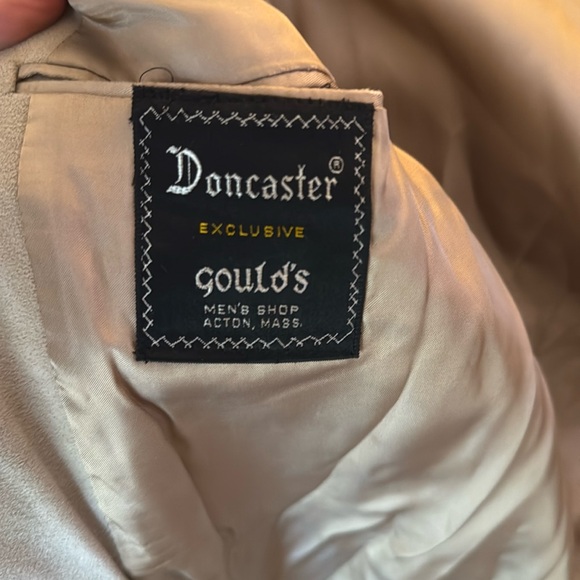 Doncaster®
EXCLUSIVE
Gould's
MEN'S SHOP
ACTON, MASS.